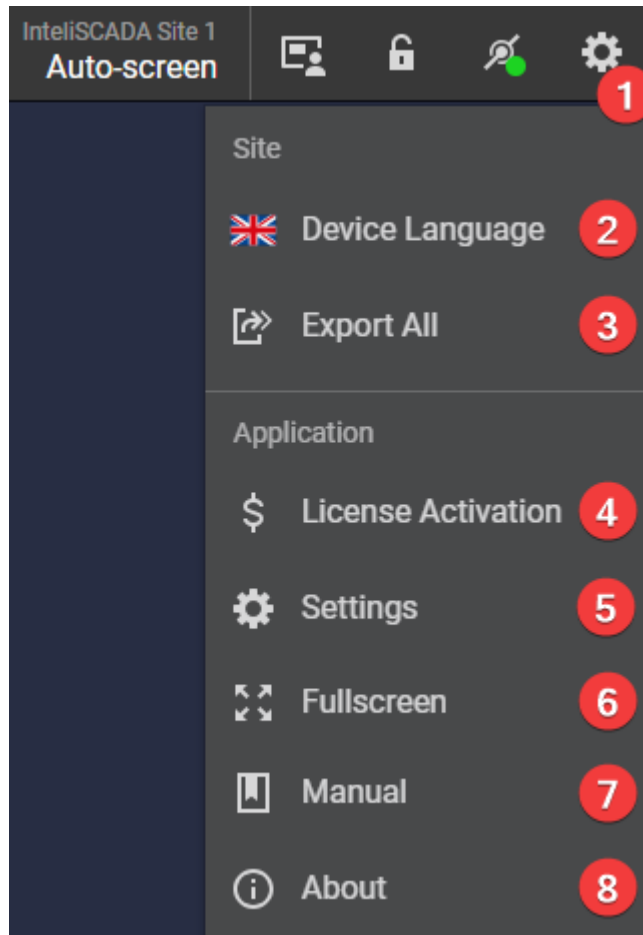 InteliSCADA Site 1
Auto-screen
1
Site
Device Language 2
Export All 3
Application
$ License Activation 4
Settings 5
Fullscreen 6
Manual 7
About 8